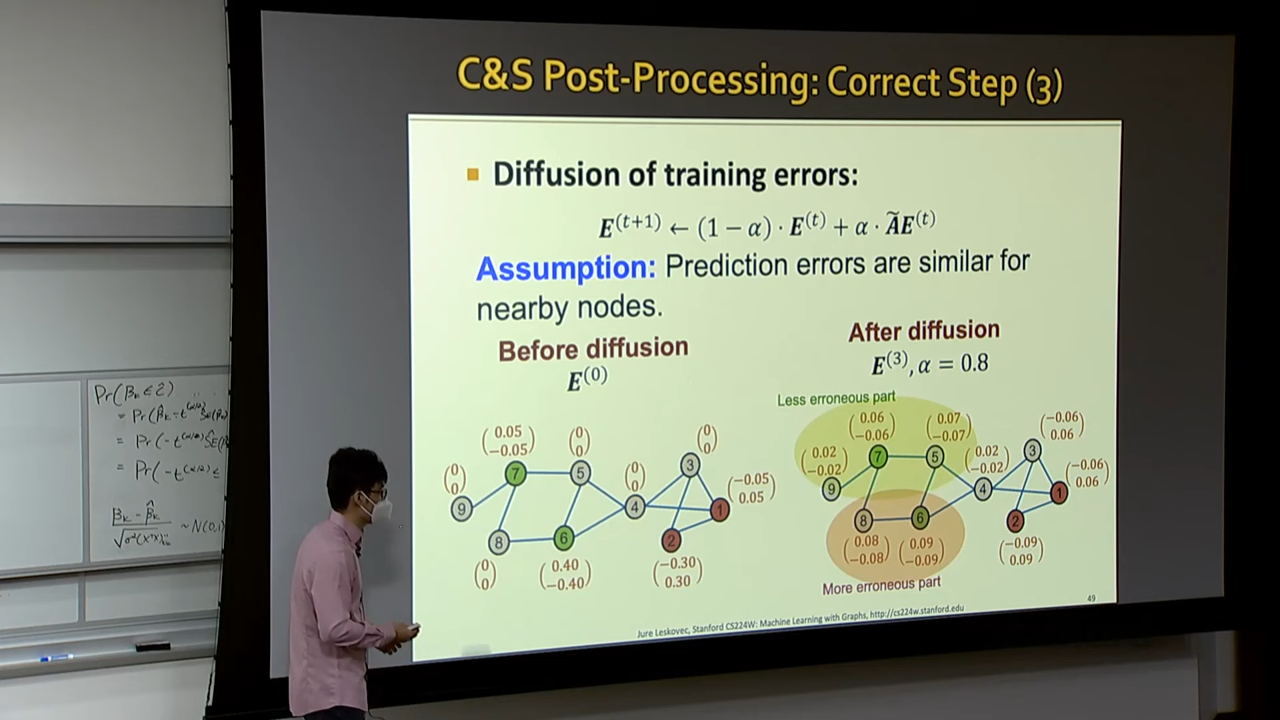 C&S Post-Processing: Correct Step (3)
Diffusion of training errors:
E^(t+1) ← (1 − α) · E^(t) + α · ÃE^(t)
Assumption: Prediction errors are similar for
nearby nodes.
Before diffusion
E^(0)
(0.05 −0.05)
(0 0)
(0 0)
(0 0)
(0 0)
(−0.05 0.05)
7
5
3
9
4
1
8
6
2
(0 0)
(0.40 −0.40)
(−0.30 0.30)
After diffusion
E^(3), α = 0.8
Less erroneous part
(0.06 −0.06)
(0.07 −0.07)
(−0.06 0.06)
(0.02 −0.02)
(0.02 −0.02)
(−0.06 0.06)
7
5
3
9
4
1
8
6
2
(0.08 −0.08)
(0.09 −0.09)
(−0.09 0.09)
More erroneous part
49
Jure Leskovec, Stanford CS224W: Machine Learning with Graphs, http://cs224w.stanford.edu
Pr(β_k ∈ 2)
= Pr(
= Pr(−t
= Pr(−t
β_k − β̂_k
~ N(0,1